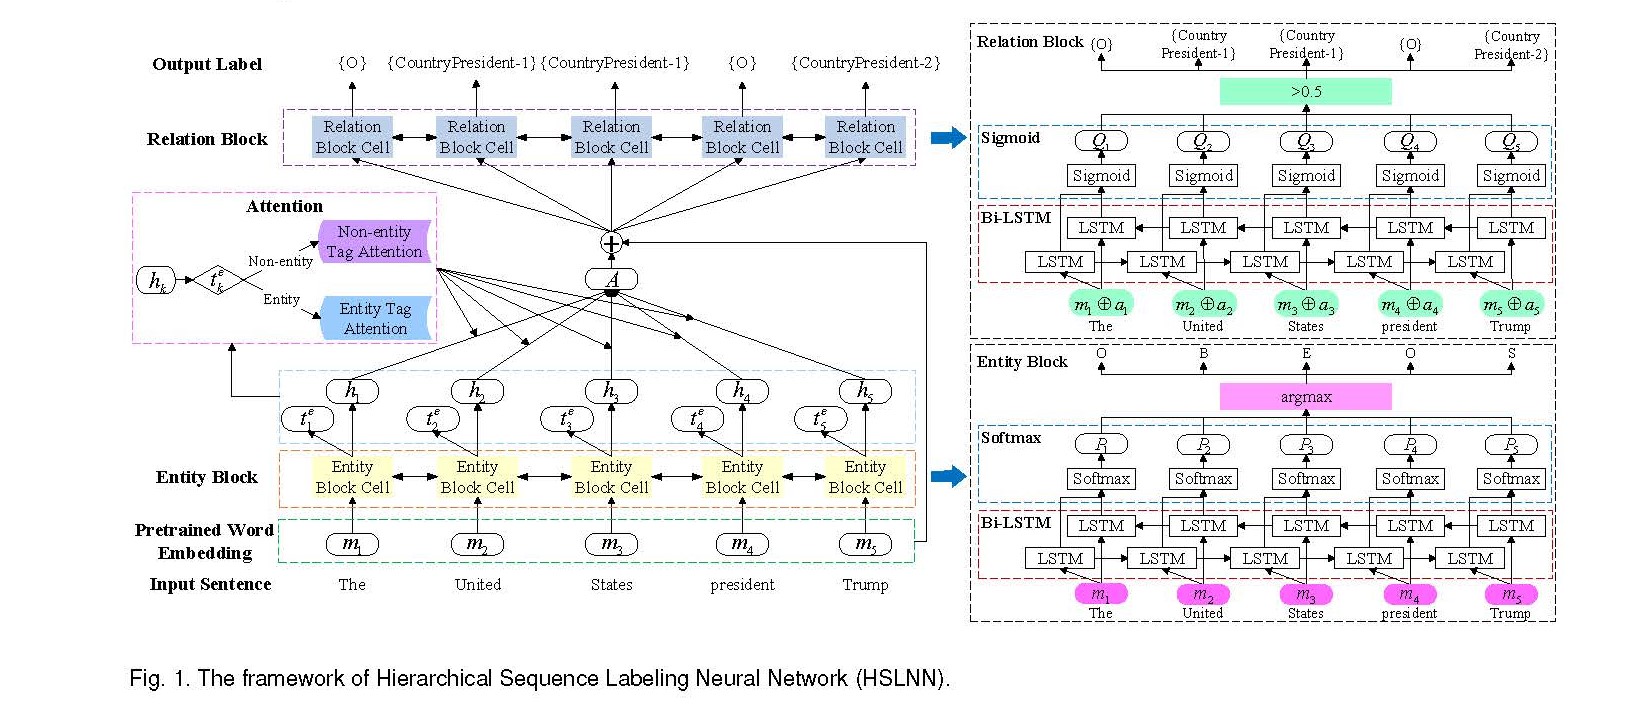 Output Label
{O} {CountryPresident-1} {CountryPresident-1} {O} {CountryPresident-2}
Relation Block
Relation Block Cell
Relation Block Cell
Relation Block Cell
Relation Block Cell
Relation Block Cell
Attention
Non-entity
Tag Attention
Non-entity
h_k
t_k^e
Entity
Entity Tag
Attention
+
A
h_1 h_2 h_3 h_4 h_5
t_1^e t_2^e t_3^e t_4^e t_5^e
Entity Block
Entity Block Cell
Entity Block Cell
Entity Block Cell
Entity Block Cell
Entity Block Cell
Pretrained Word
Embedding
m_1 m_2 m_3 m_4 m_5
Input Sentence
The United States president Trump
Relation Block
{O} {Country President-1} {Country President-1} {O} {Country President-2}
>0.5
Sigmoid
Q_1 Q_2 Q_3 Q_4 Q_5
Sigmoid Sigmoid Sigmoid Sigmoid Sigmoid
Bi-LSTM
LSTM LSTM LSTM LSTM LSTM
LSTM LSTM LSTM LSTM LSTM
m_1 ⊕ a_1 m_2 ⊕ a_2 m_3 ⊕ a_3 m_4 ⊕ a_4 m_5 ⊕ a_5
The United States president Trump
Entity Block
O B E O S
argmax
Softmax
P_1 P_2 P_3 P_4 P_5
Softmax Softmax Softmax Softmax Softmax
Bi-LSTM
LSTM LSTM LSTM LSTM LSTM
LSTM LSTM LSTM LSTM LSTM
m_1 m_2 m_3 m_4 m_5
The United States president Trump
Fig. 1. The framework of Hierarchical Sequence Labeling Neural Network (HSLNN).